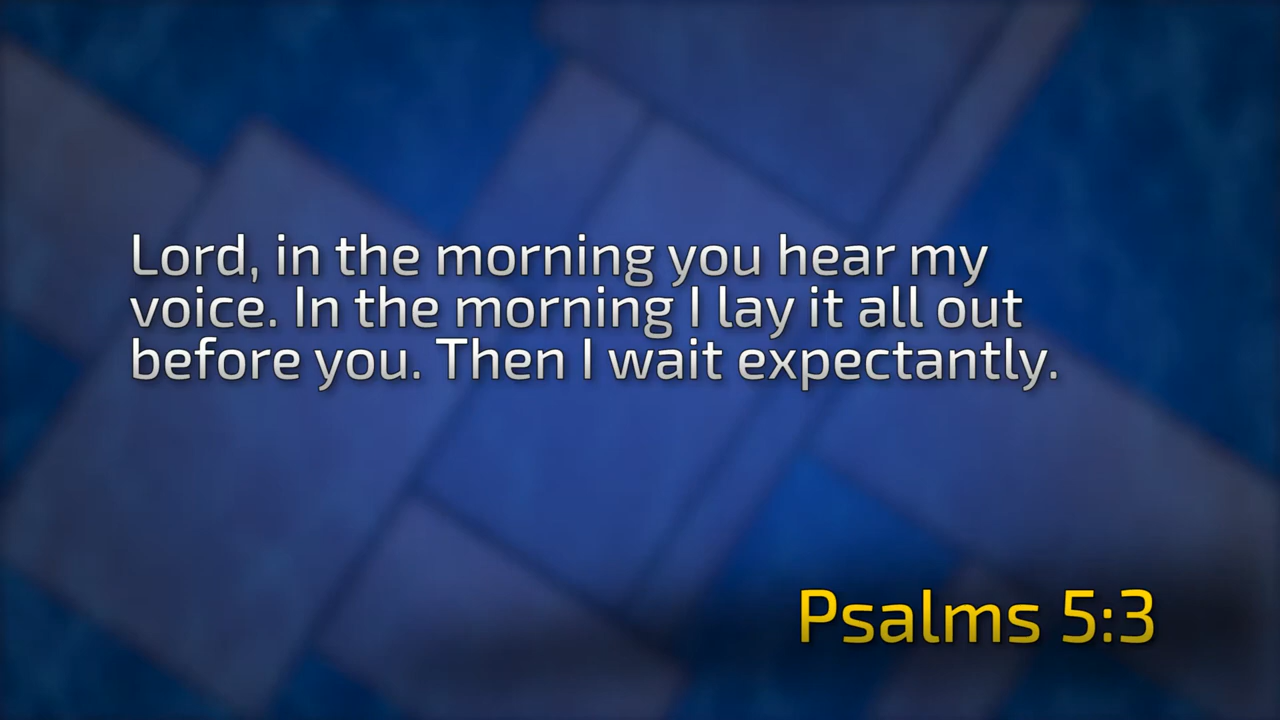 Lord, in the morning you hear my
voice. In the morning I lay it all out
before you. Then I wait expectantly.
Psalms 5:3